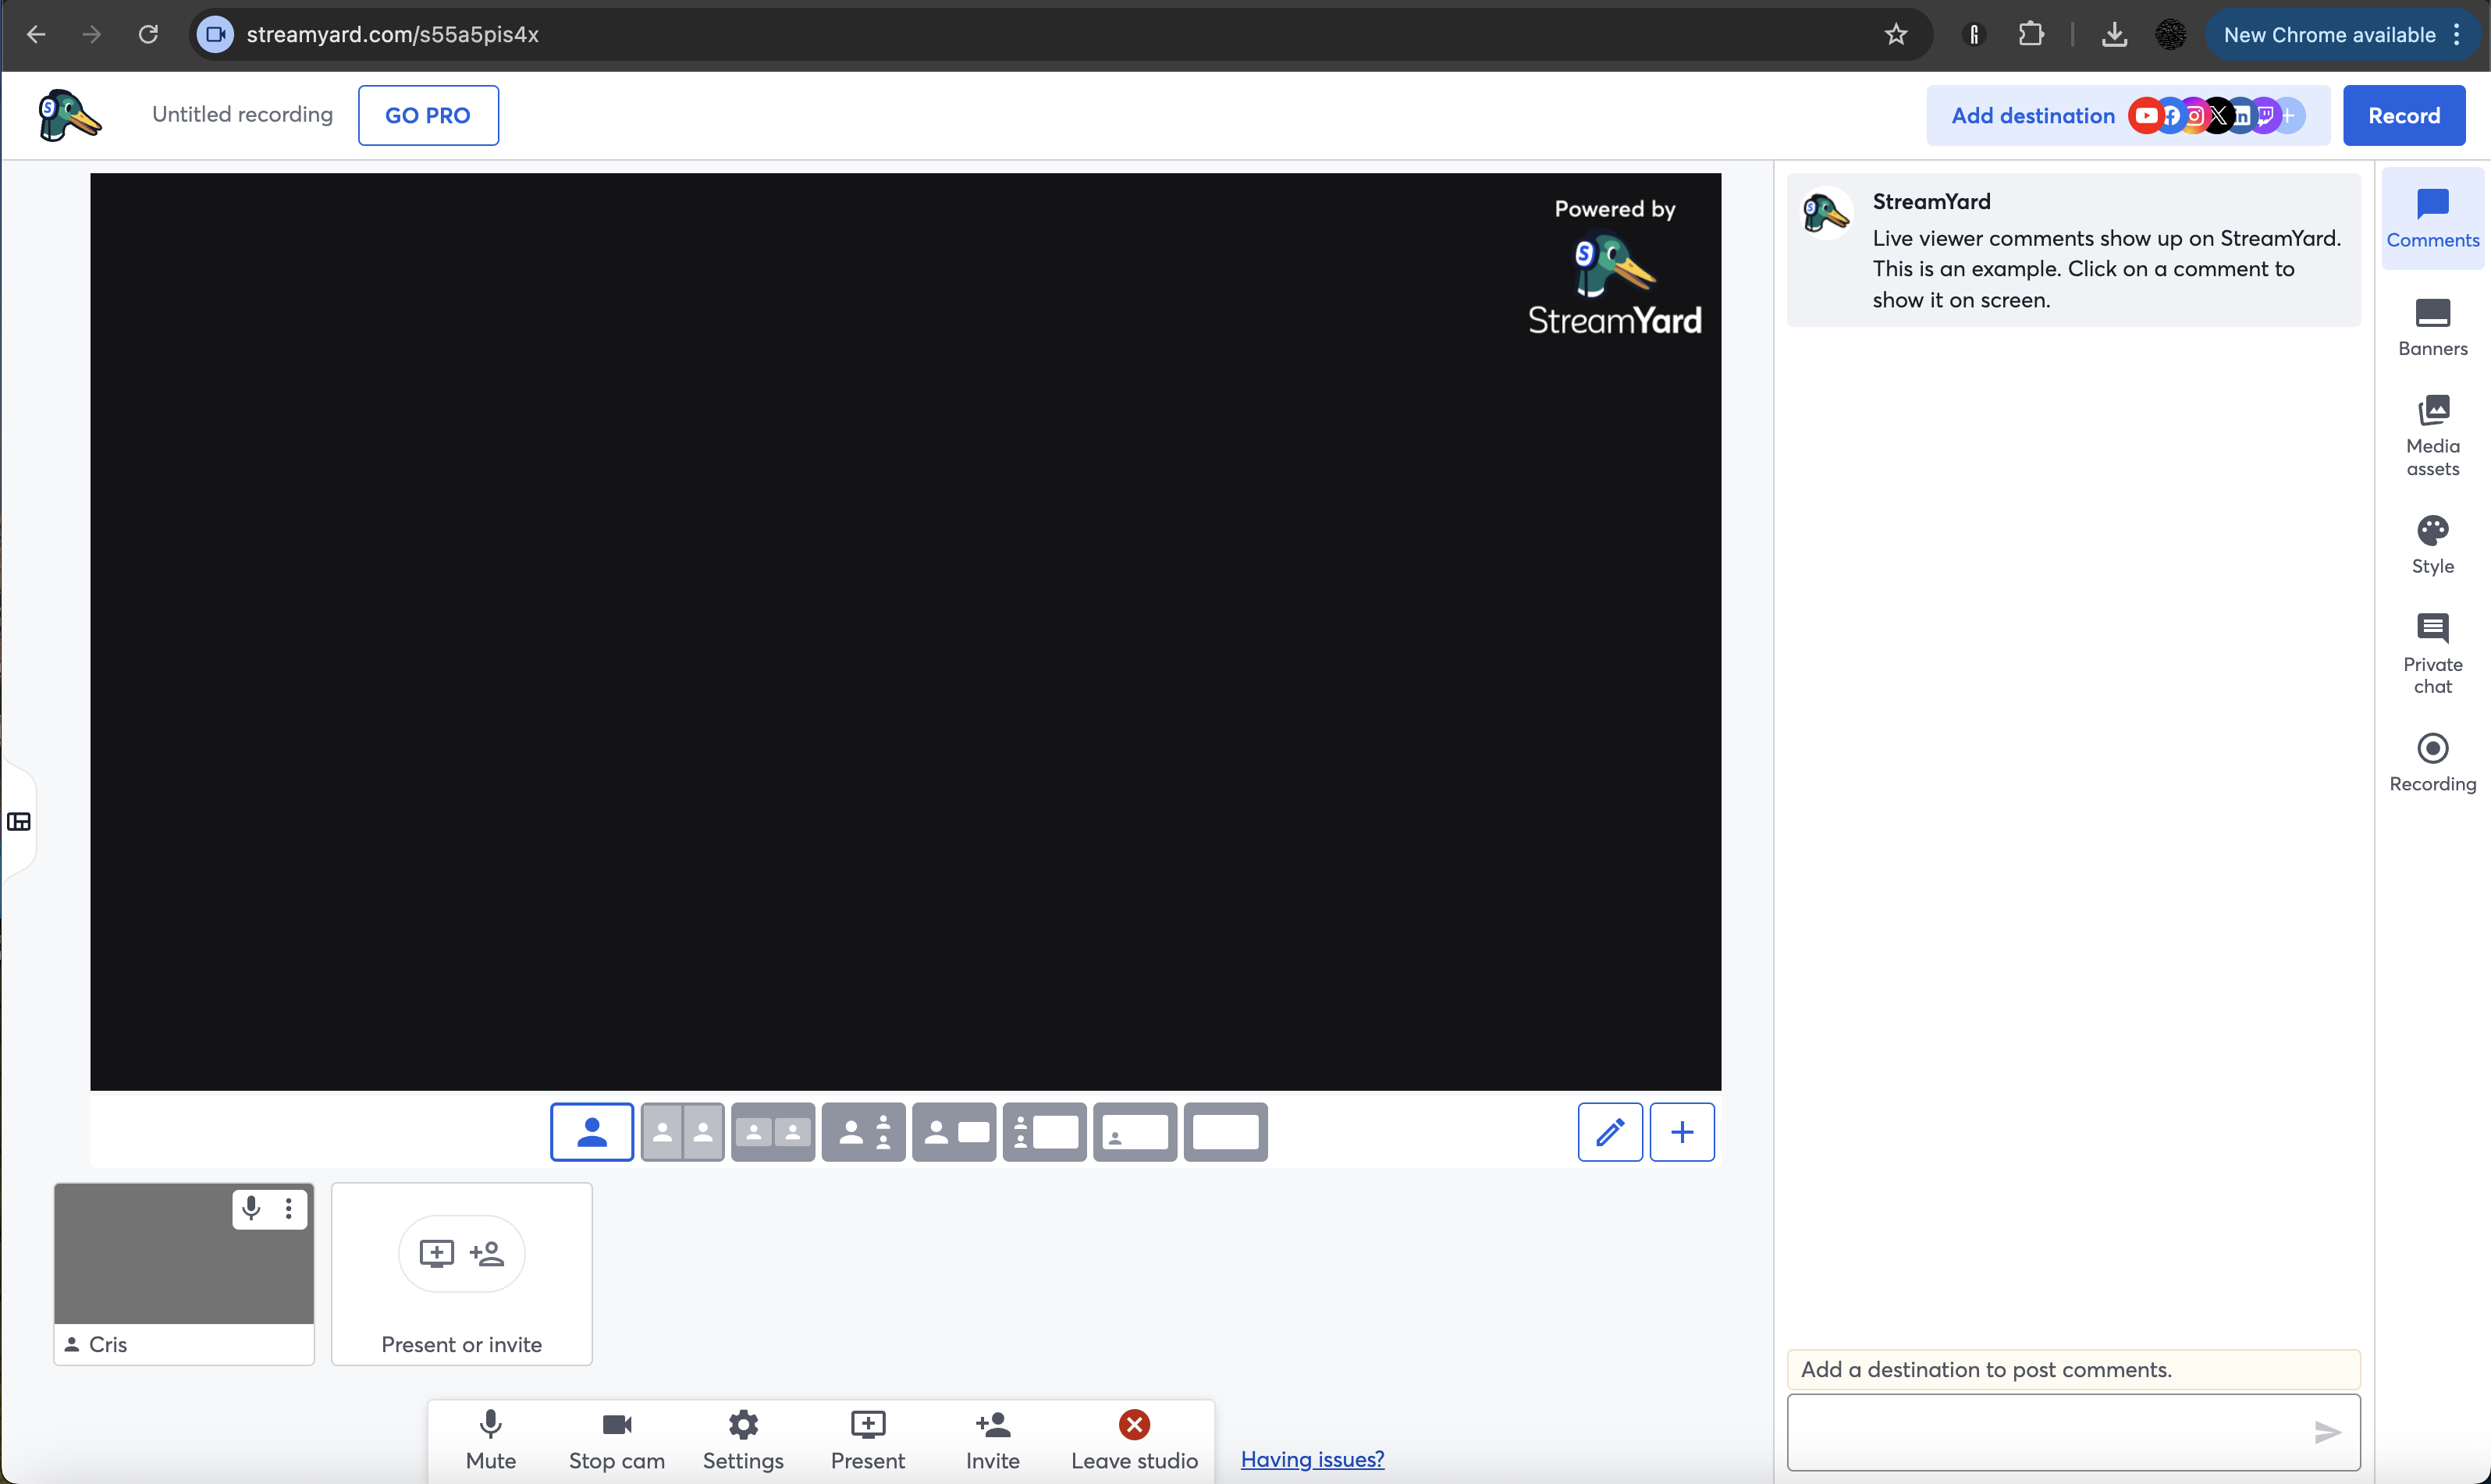 streamyard.com/s55a5pis4x
New Chrome available
Untitled recording
GO PRO
Add destination
Record
Powered by
StreamYard
StreamYard
Live viewer comments show up on StreamYard.
This is an example. Click on a comment to
show it on screen.
Comments
Banners
Media
assets
Style
Private
chat
Recording
Cris
Present or invite
Add a destination to post comments.
Mute
Stop cam
Settings
Present
Invite
Leave studio
Having issues?